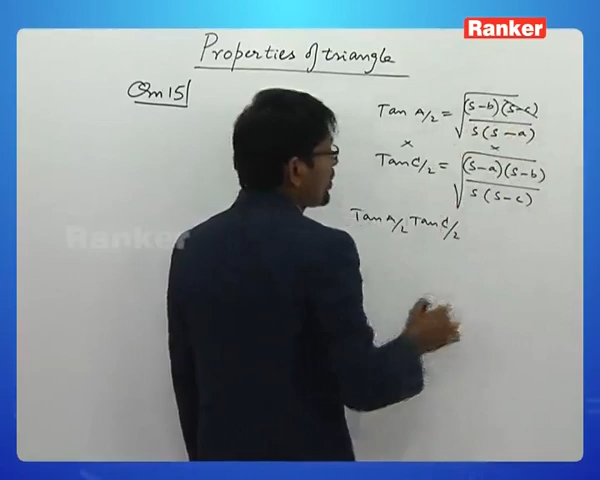 Ranker
Properties of triangle
Qn 15|
Tan A/2 = √((s-b)(s-c) / s(s-a))
x x
Tan C/2 = √((s-a)(s-b) / s(s-c))
Tan A/2 Tan C/2
Ranker